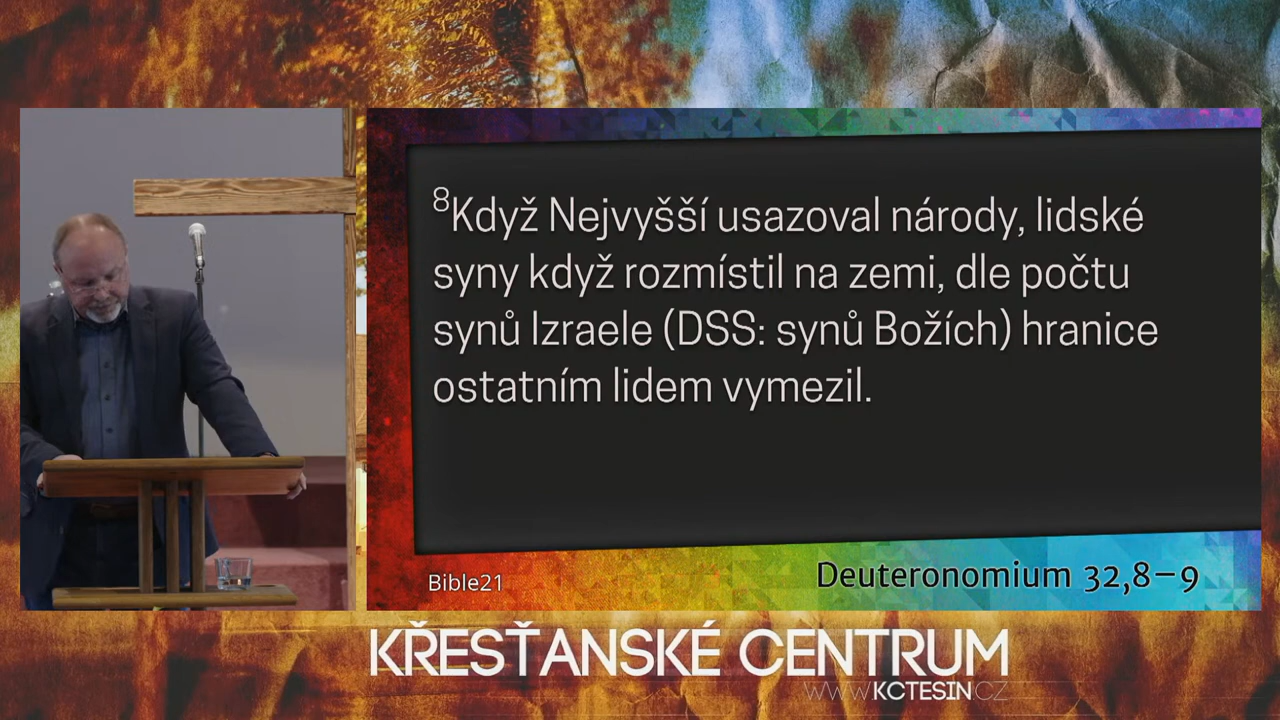 ⁸Když Nejvyšší usazoval národy, lidské
syny když rozmístil na zemi, dle počtu
synů Izraele (DSS: synů Božích) hranice
ostatním lidem vymezil.
Bible21
Deuteronomium 32,8–9
KŘESŤANSKÉ CENTRUM
WWW.KCTESIN.CZ